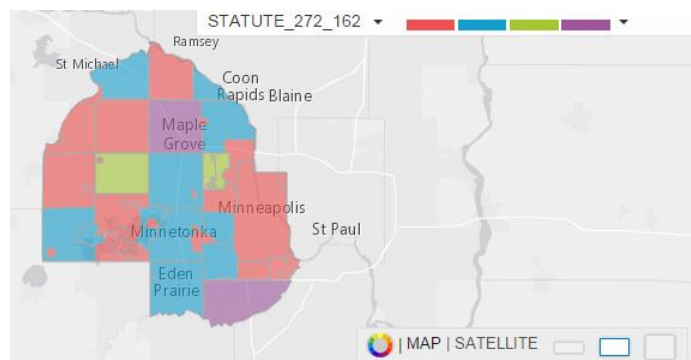 STATUTE_272_162
Ramsey
St Michael
Coon
Rapids Blaine
Maple
Grove
Minneapolis
St Paul
Minnetonka
Eden
Prairie
| MAP | SATELLITE